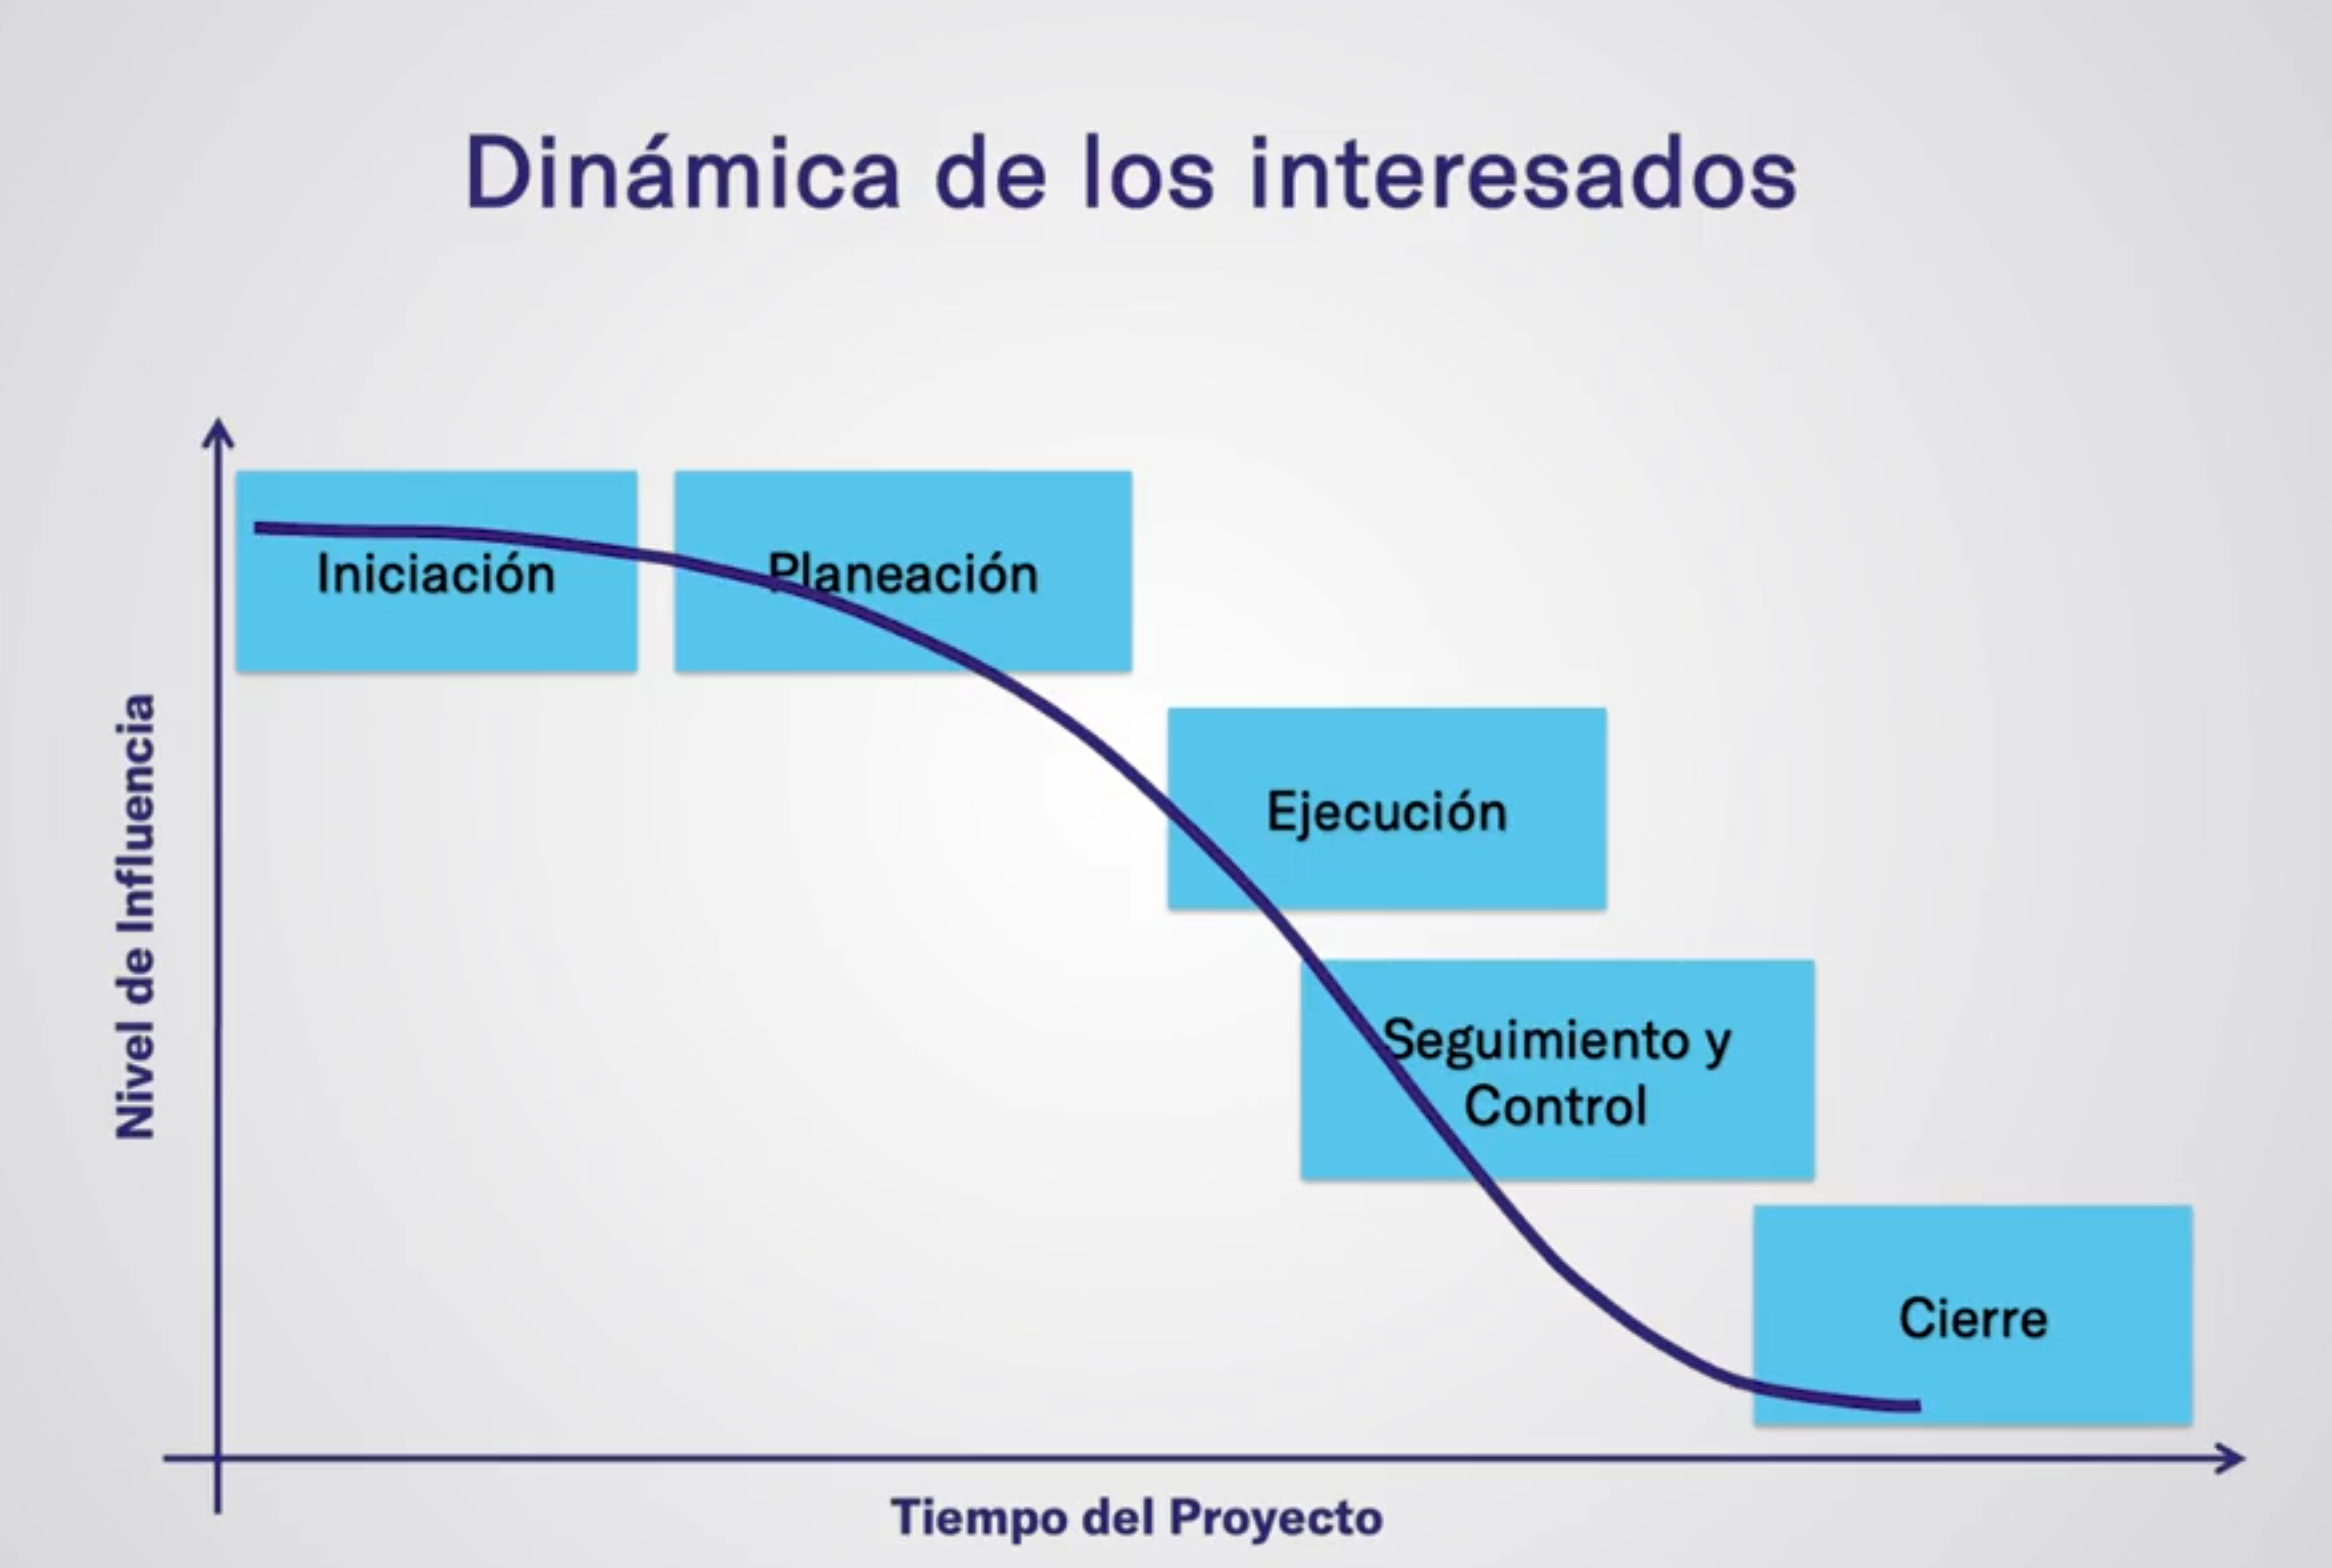 Dinámica de los interesados
Nivel de Influencia
Iniciación
Planeación
Ejecución
Seguimiento y
Control
Cierre
Tiempo del Proyecto